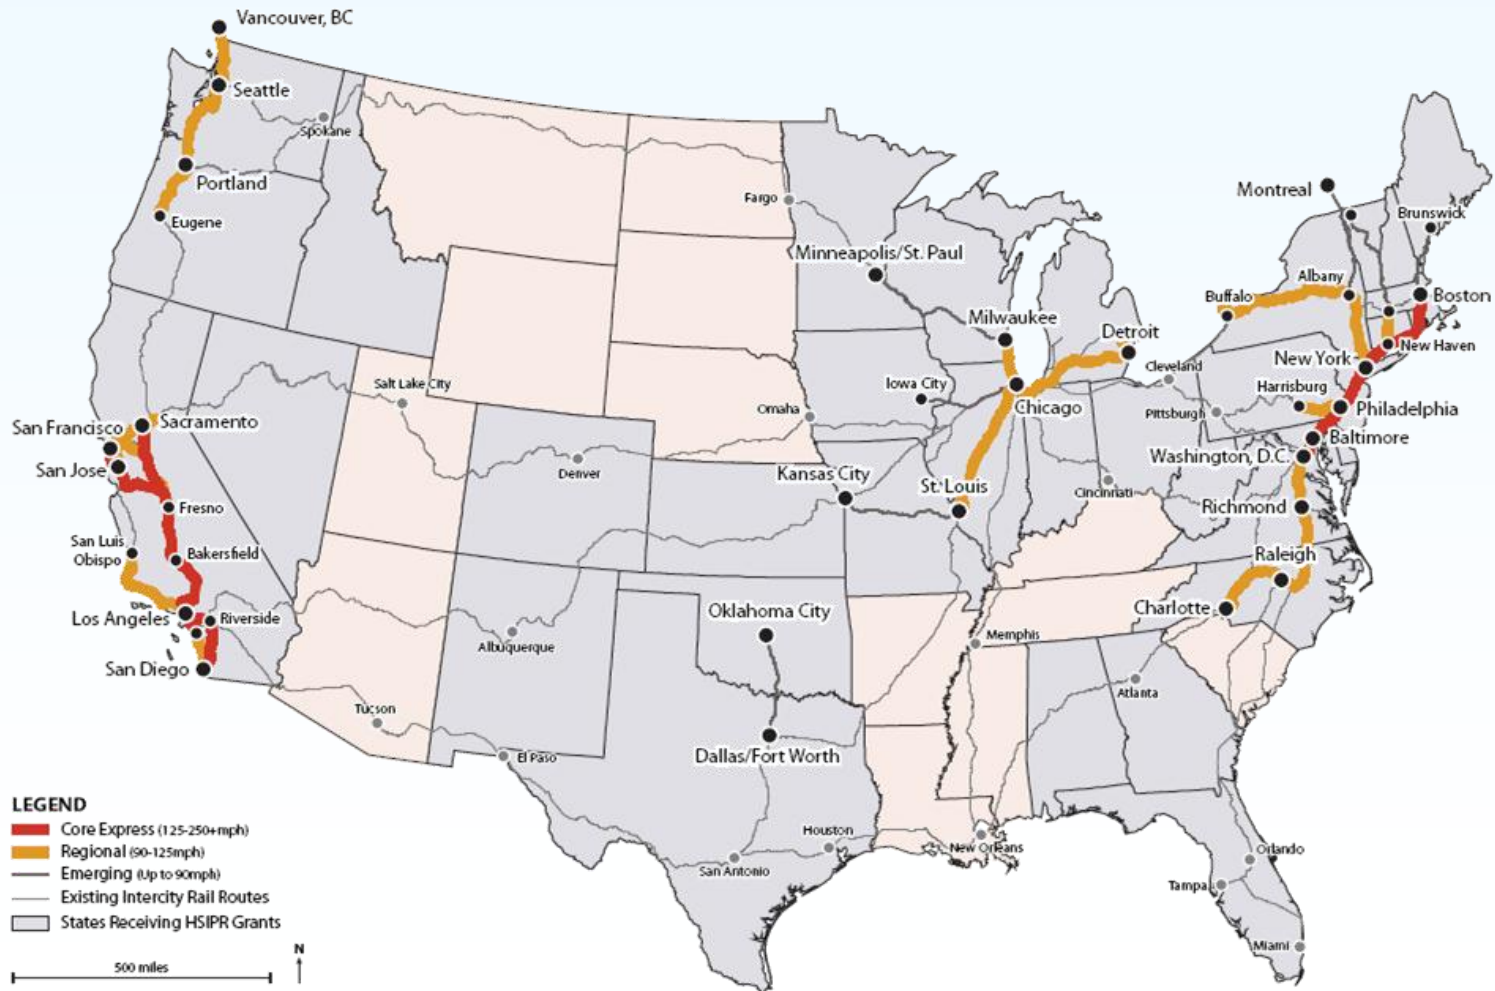 Vancouver, BC
Seattle
Spokane
Portland
Eugene
Fargo
Minneapolis/St. Paul
Montreal
Brunswick
Albany
Buffalo
Boston
Milwaukee
Detroit
New Haven
New York
Cleveland
Harrisburg
Salt Lake City
Iowa City
Omaha
Chicago
Pittsburgh
Philadelphia
Baltimore
Washington, D.C.
San Francisco
Sacramento
San Jose
Denver
Kansas City
St. Louis
Cincinnati
Richmond
Fresno
San Luis
Obispo
Bakersfield
Raleigh
Los Angeles
Riverside
Oklahoma City
Charlotte
Albuquerque
Memphis
San Diego
Atlanta
Tucson
El Paso
Dallas/Fort Worth
Houston
New Orleans
San Antonio
Orlando
Tampa
Miami
LEGEND
Core Express (125-250+mph)
Regional (90-125mph)
Emerging (Up to 90mph)
Existing Intercity Rail Routes
States Receiving HSIPR Grants
500 miles
N